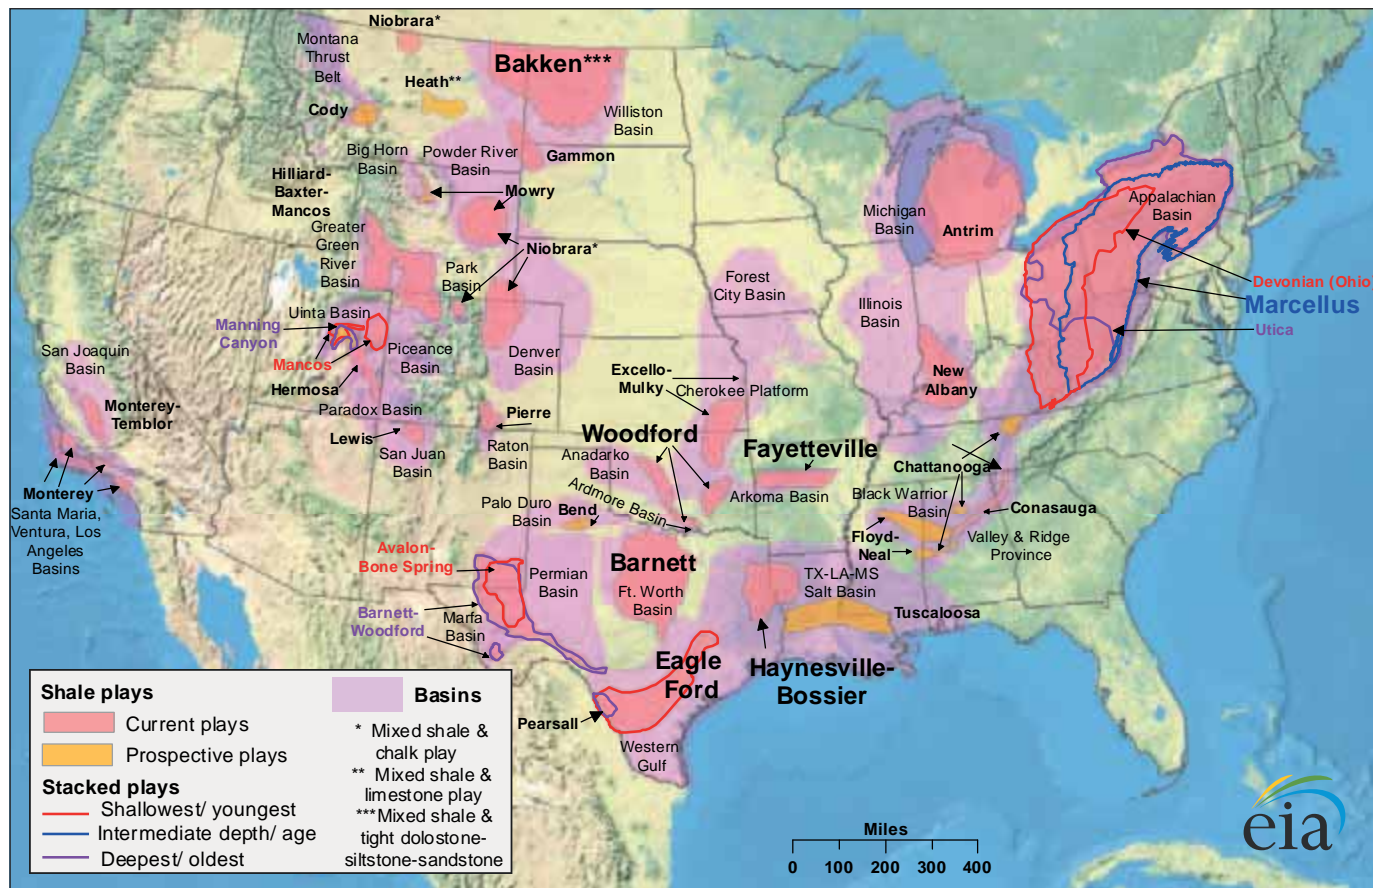 Niobrara*
Montana
Thrust
Belt
Bakken***
Heath**
Cody
Williston
Basin
Big Horn
Basin
Powder River
Basin
Gammon
Hilliard-
Baxter-
Mancos
Mowry
Greater
Green
River
Basin
Niobrara*
Park
Basin
Michigan
Basin
Antrim
Appalachian
Basin
Devonian (Ohio
Marcellus
Utica
Forest
City Basin
Illinois
Basin
Uinta Basin
Manning
Canyon
Mancos
Piceance
Basin
Denver
Basin
San Joaquin
Basin
Hermosa
Excello-
Mulky
Cherokee Platform
New
Albany
Monterey-
Temblor
Paradox Basin
Pierre
Lewis
San Juan
Basin
Raton
Basin
Woodford
Anadarko
Basin
Fayetteville
Arkoma Basin
Chattanooga
Monterey
Santa Maria,
Ventura, Los
Angeles
Basins
Palo Duro
Basin
Bend
Ardmore Basin
Black Warrior
Basin
Conasauga
Floyd-
Neal
Valley & Ridge
Province
Avalon-
Bone Spring
Permian
Basin
Barnett
Ft. Worth
Basin
TX-LA-MS
Salt Basin
Tuscaloosa
Barnett-
Woodford
Marfa
Basin
Eagle
Ford
Haynesville-
Bossier
Pearsall
Western
Gulf
Shale plays
Current plays
Prospective plays
Stacked plays
Shallowest/ youngest
Intermediate depth/ age
Deepest/ oldest
Basins
* Mixed shale &
chalk play
** Mixed shale &
limestone play
***Mixed shale &
tight dolostone-
siltstone-sandstone
Miles
0 100 200 300 400
eia